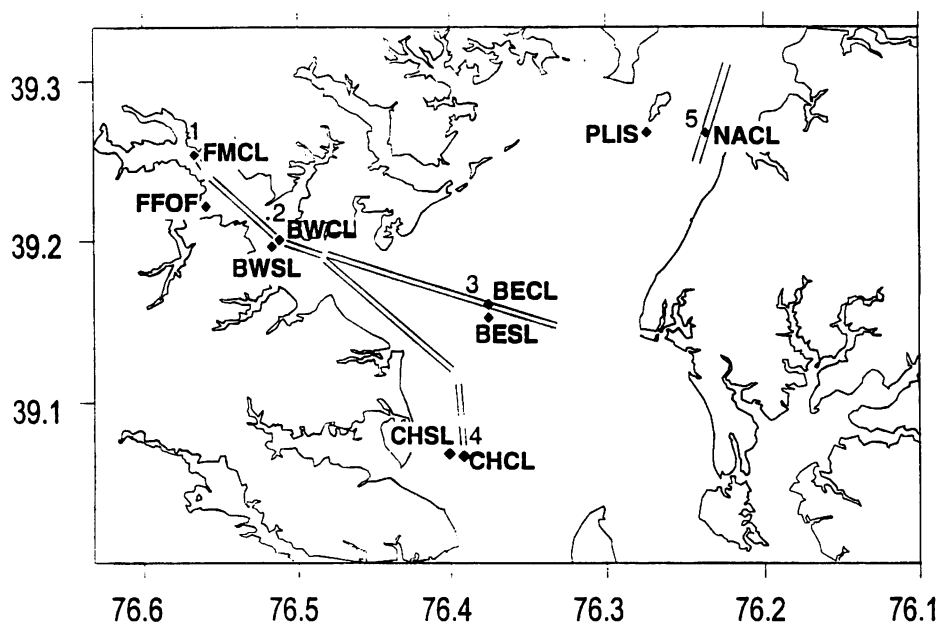 39.3
39.2
39.1
1
FMCL
FFOF
2
BWCL
BWSL
3
BECL
BESL
CHSL
4
CHCL
PLIS
5
NACL
76.6
76.5
76.4
76.3
76.2
76.1